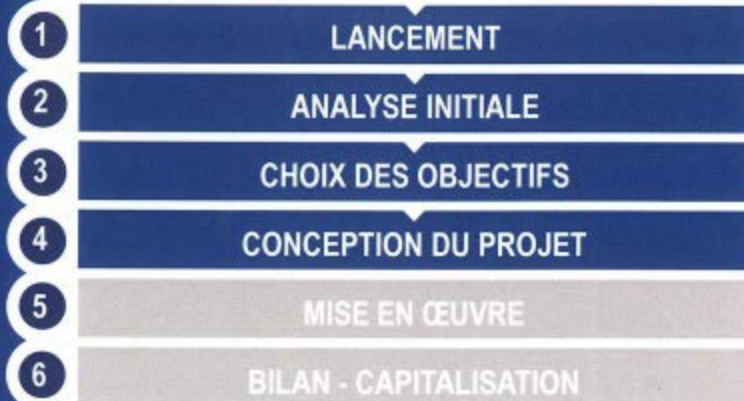 1 LANCEMENT
2 ANALYSE INITIALE
3 CHOIX DES OBJECTIFS
4 CONCEPTION DU PROJET
5 MISE EN ŒUVRE
6 BILAN - CAPITALISATION